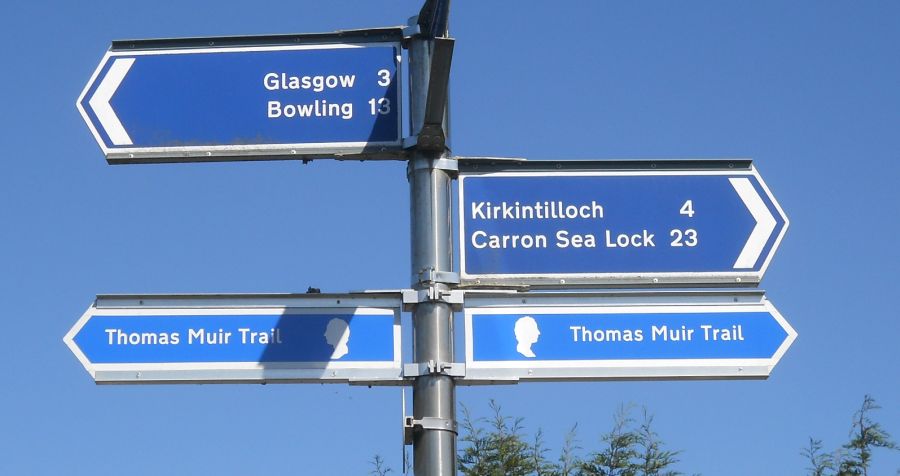 Glasgow 3
Bowling 13
Kirkintilloch 4
Carron Sea Lock 23
Thomas Muir Trail
Thomas Muir Trail